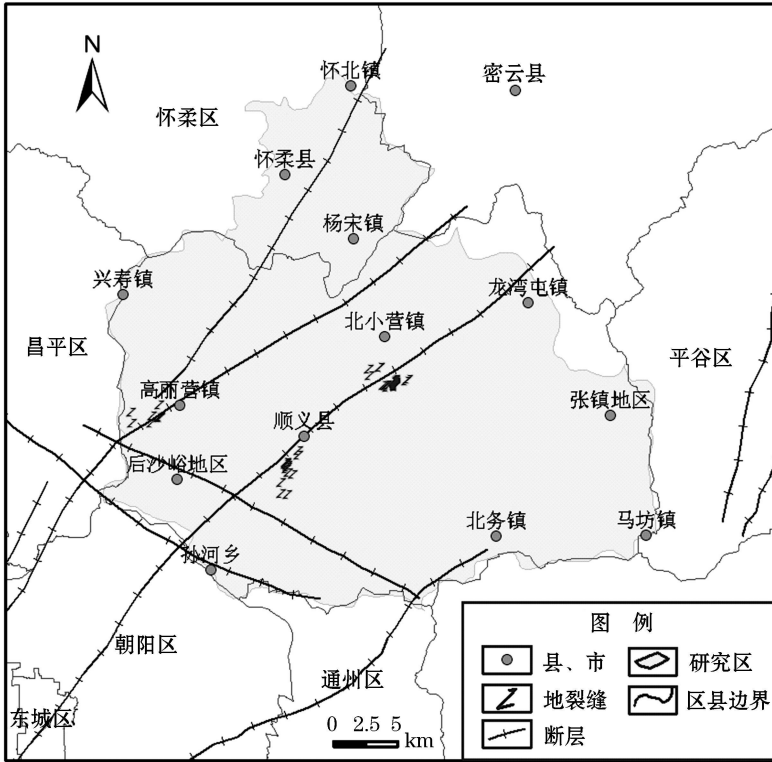 怀北镇
密云县
N
怀柔区
怀柔县
杨宋镇
兴寿镇
龙湾屯镇
北小营镇
昌平区
平谷区
高丽营镇
张镇地区
顺义县
后沙峪地区
北务镇
马坊镇
孙河乡
朝阳区
通州区
东城区
0 2.5 5
km
图 例
县、市
研究区
地裂缝
区县边界
断层